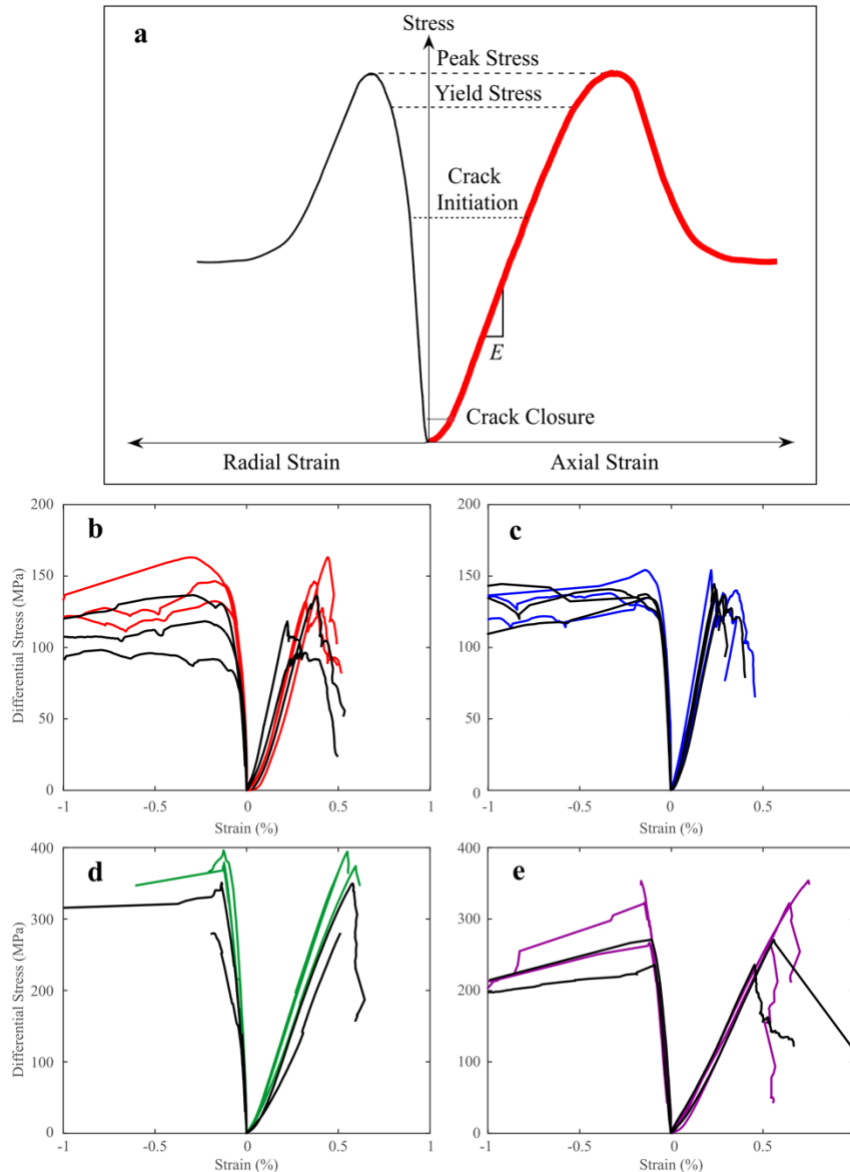 a
Stress
Peak Stress
Yield Stress
Crack
Initiation
E
Crack Closure
Radial Strain
Axial Strain
b
Differential Stress (MPa)
200
150
100
50
0
-1
-0.5
0
0.5
1
Strain (%)
c
200
150
100
50
0
-1
-0.5
0
0.5
Strain (%)
d
Differential Stress (MPa)
400
300
200
100
0
-1
-0.5
0
0.5
1
Strain (%)
e
Differential Stress (MPa)
400
300
200
100
0
-1
-0.5
0
0.5
Strain (%)